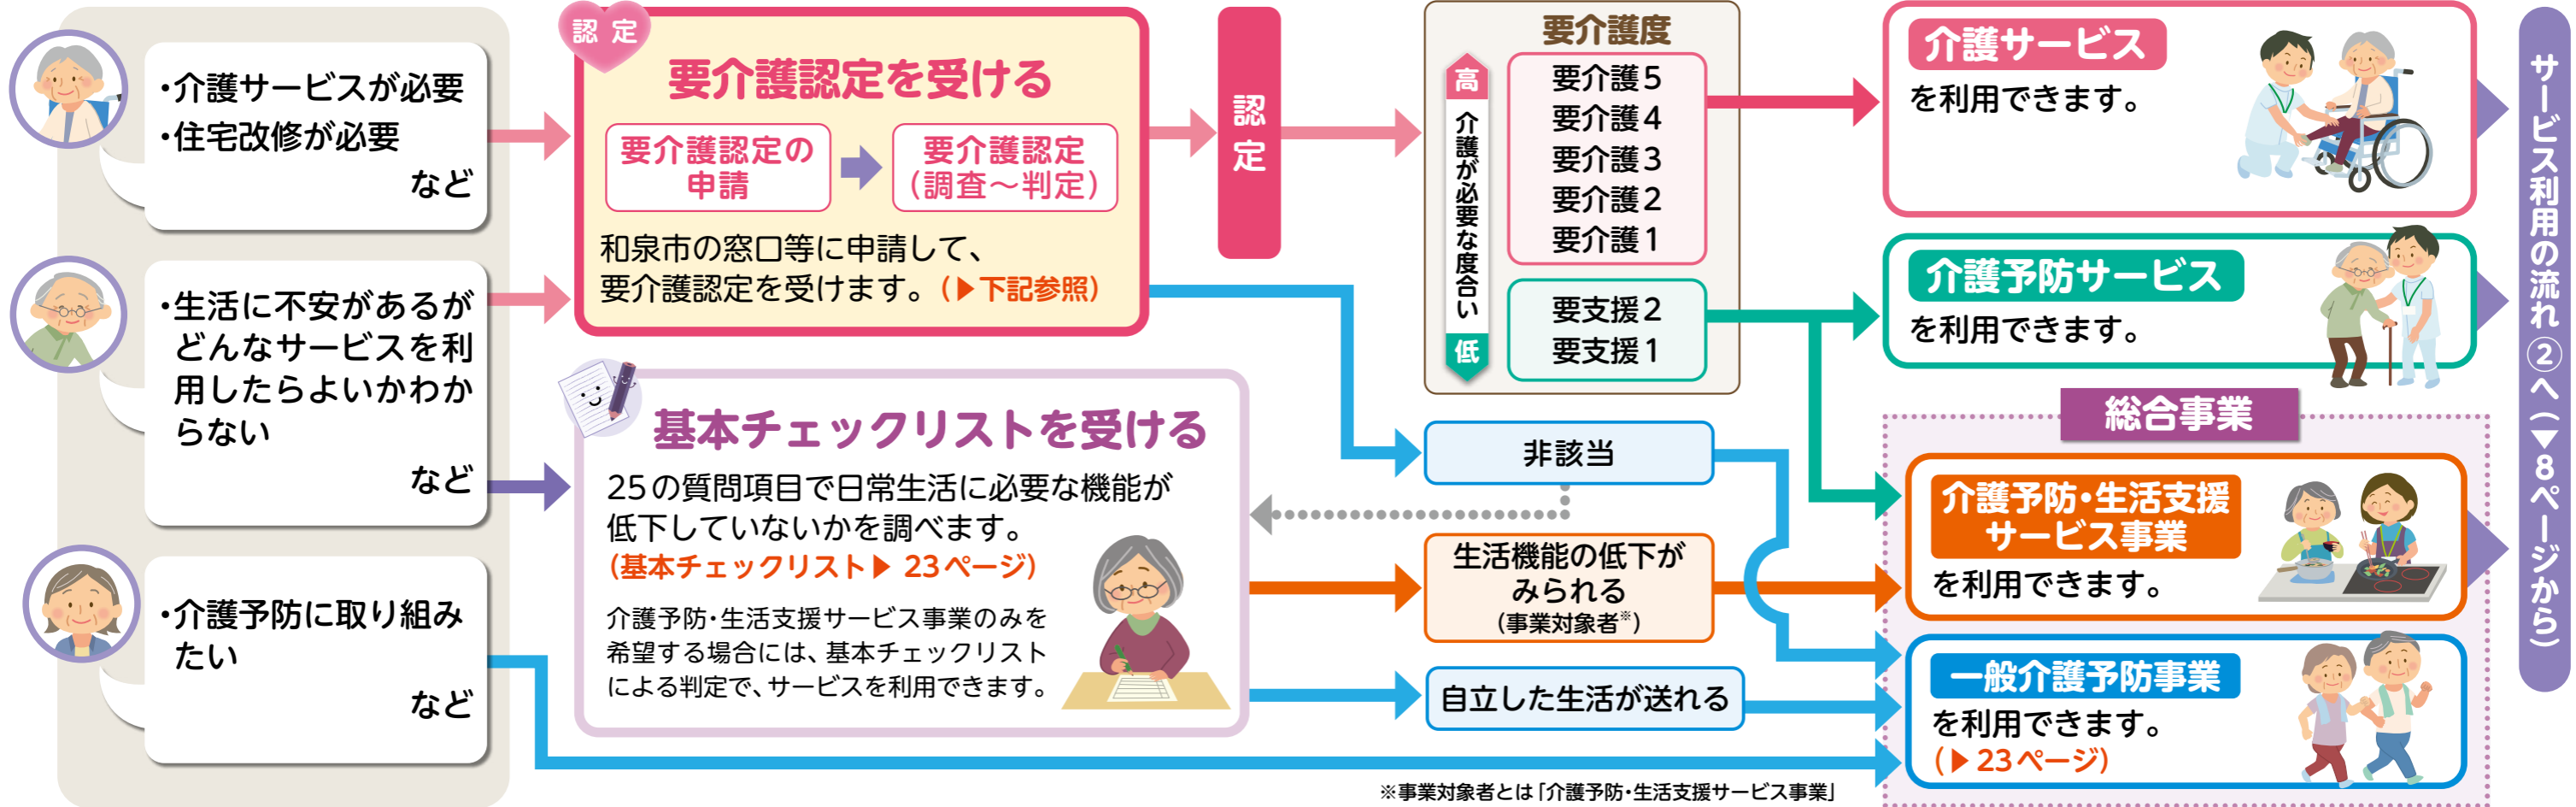 ・介護サービスが必要
・住宅改修が必要
など
・生活に不安があるが
どんなサービスを利
用したらよいかわか
らない
など
・介護予防に取り組み
たい
など
認定
要介護認定を受ける
要介護認定の
申請
要介護認定
(調査～判定)
和泉市の窓口等に申請して、
要介護認定を受けます。(▶下記参照)
基本チェックリストを受ける
25の質問項目で日常生活に必要な機能が
低下していないかを調べます。
(基本チェックリスト▶ 23ページ)
介護予防・生活支援サービス事業のみを
希望する場合には、基本チェックリスト
による判定で、サービスを利用できます。
認定
要介護度
高
介護が必要な度合い
低
要介護5
要介護4
要介護3
要介護2
要介護1
要支援2
要支援1
非該当
生活機能の低下が
みられる
(事業対象者※)
自立した生活が送れる
※事業対象者とは「介護予防・生活支援サービス事業」
介護サービス
を利用できます。
介護予防サービス
を利用できます。
総合事業
介護予防・生活支援
サービス事業
を利用できます。
一般介護予防事業
を利用できます。
(▶ 23ページ)
サービス利用の流れ②へ(▼8ページから)